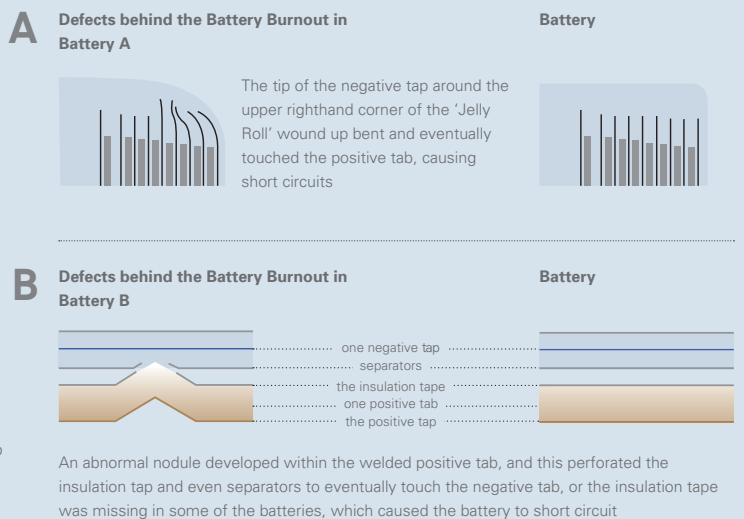 A
Defects behind the Battery Burnout in
Battery A
Battery
The tip of the negative tap around the
upper righthand corner of the ‘Jelly
Roll’ wound up bent and eventually
touched the positive tab, causing
short circuits
B
Defects behind the Battery Burnout in
Battery B
Battery
one negative tap
separators
the insulation tape
one positive tab
the positive tap
An abnormal nodule developed within the welded positive tab, and this perforated the
insulation tap and even separators to eventually touch the negative tab, or the insulation tape
was missing in some of the batteries, which caused the battery to short circuit